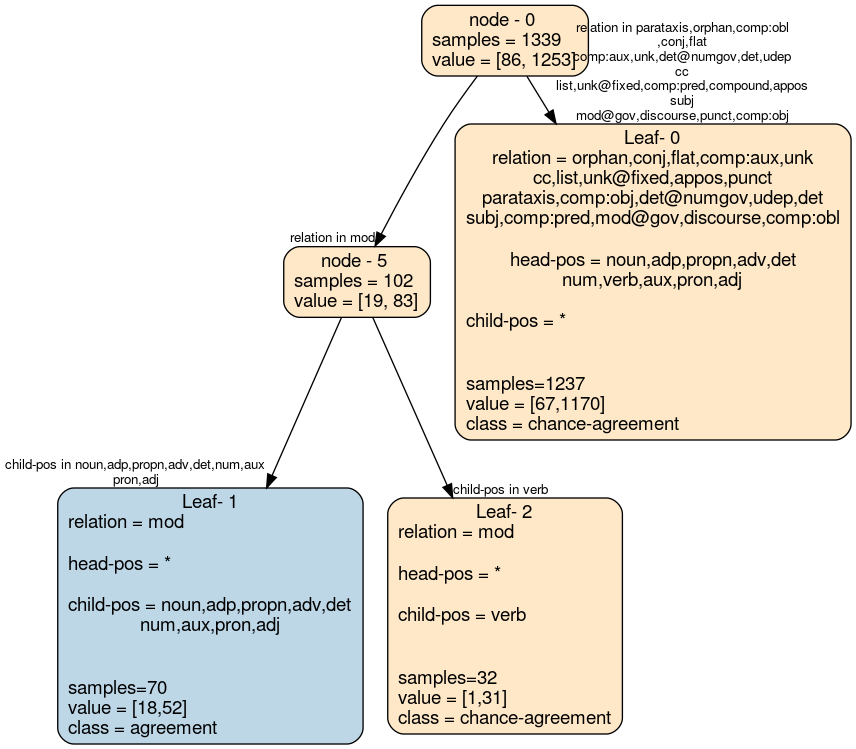 node - 0
samples = 1339
value = [86, 1253]
relation in parataxis,orphan,comp:obl
,conj,flat
comp:aux,unk,det@numgov,det,udep
cc
list,unk@fixed,comp:pred,compound,appos
subj
mod@gov,discourse,punct,comp:obj
Leaf- 0
relation = orphan,conj,flat,comp:aux,unk
cc,list,unk@fixed,appos,punct
parataxis,comp:obj,det@numgov,udep,det
subj,comp:pred,mod@gov,discourse,comp:obl
head-pos = noun,adp,propn,adv,det
num,verb,aux,pron,adj
child-pos = *
samples=1237
value = [67,1170]
class = chance-agreement
relation in mod
node - 5
samples = 102
value = [19, 83]
child-pos in noun,adp,propn,adv,det,num,aux
pron,adj
Leaf- 1
relation = mod
head-pos = *
child-pos = noun,adp,propn,adv,det
num,aux,pron,adj
samples=70
value = [18,52]
class = agreement
child-pos in verb
Leaf- 2
relation = mod
head-pos = *
child-pos = verb
samples=32
value = [1,31]
class = chance-agreement